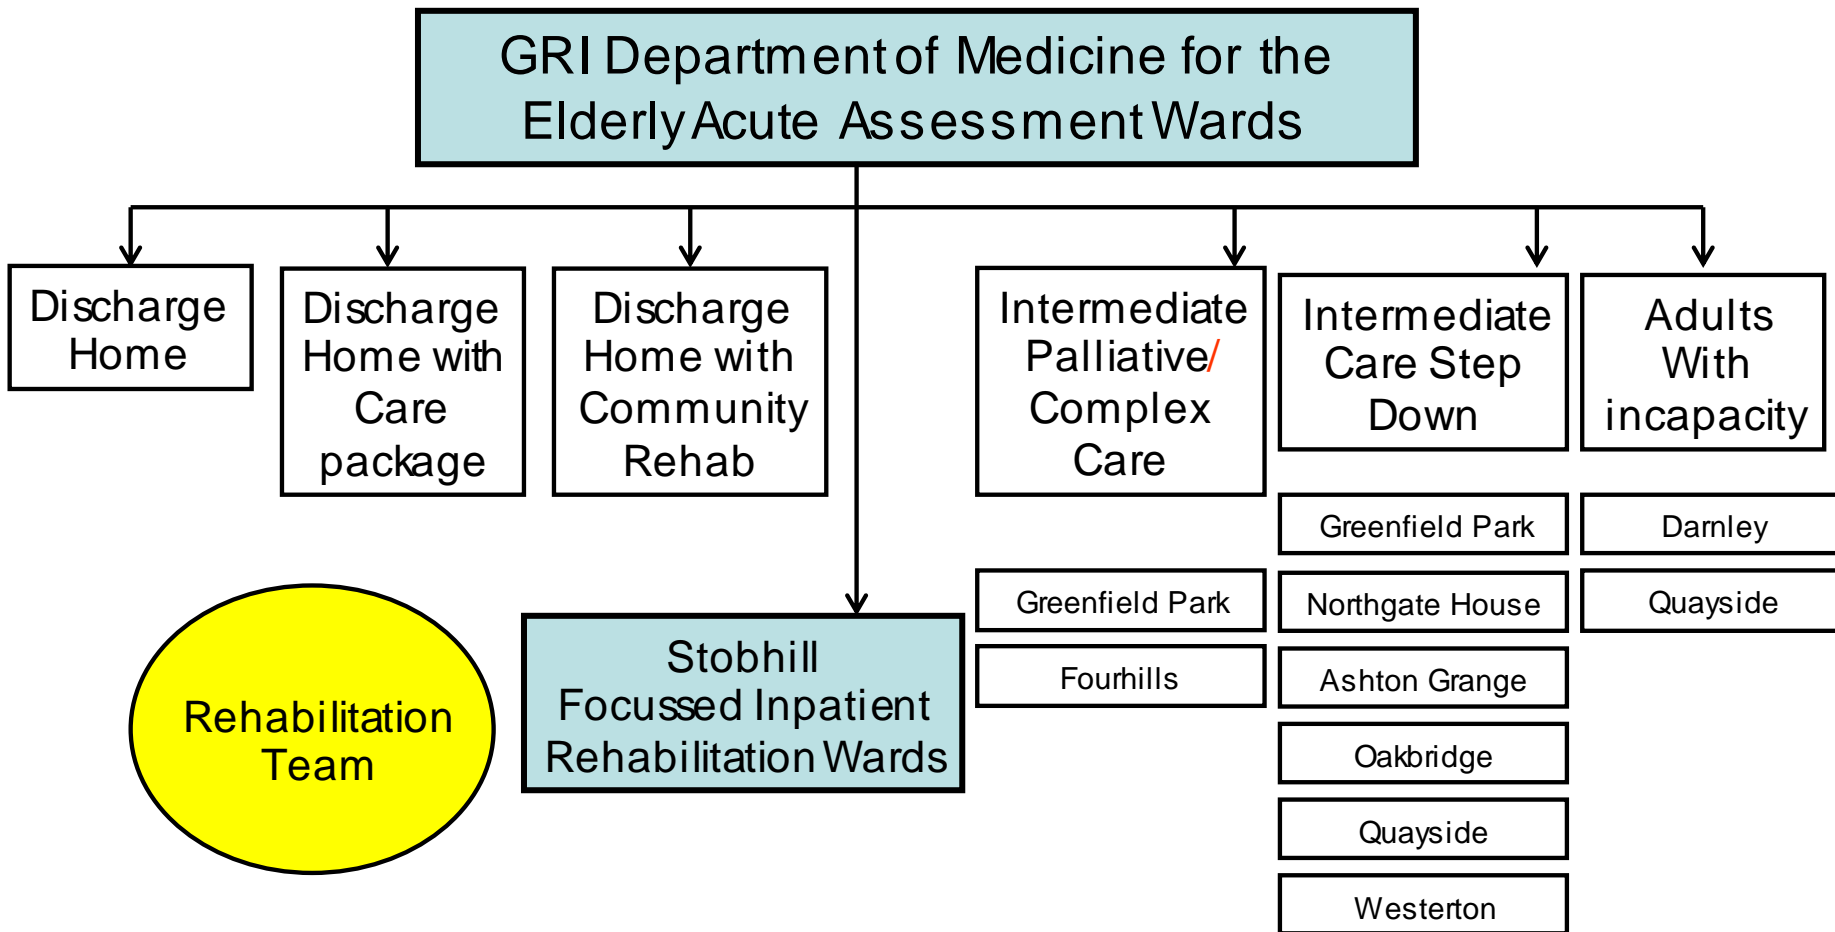 GRI Department of Medicine for the
Elderly Acute Assessment Wards
Discharge
Home
Discharge
Home with
Care
package
Discharge
Home with
Community
Rehab
Intermediate
Palliative/
Complex
Care
Intermediate
Care Step
Down
Adults
With
incapacity
Greenfield Park
Fourhills
Greenfield Park
Northgate House
Ashton Grange
Oakbridge
Quayside
Westerton
Darnley
Quayside
Stobhill
Focussed Inpatient
Rehabilitation Wards
Rehabilitation
Team